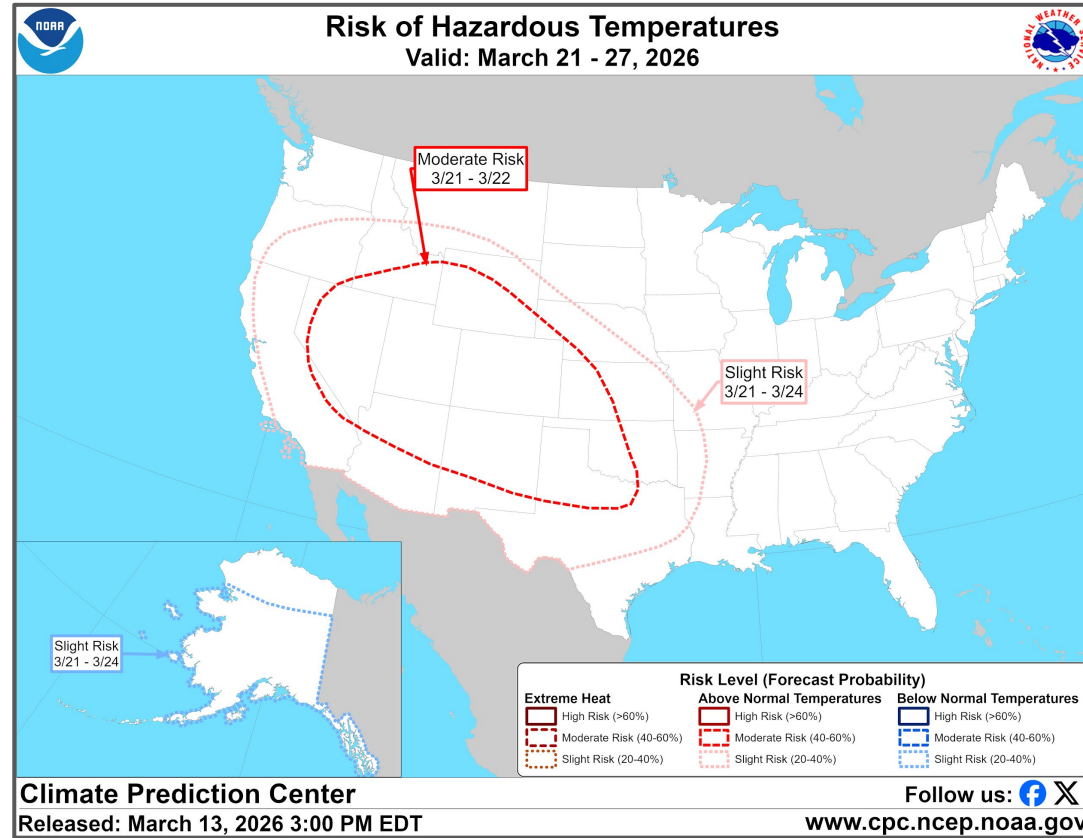 NOAA
NATIONAL WEATHER SERVICE
Risk of Hazardous Temperatures
Valid: March 21 - 27, 2026
Moderate Risk
3/21 - 3/22
Slight Risk
3/21 - 3/24
Slight Risk
3/21 - 3/24
Risk Level (Forecast Probability)
Extreme Heat
High Risk (>60%)
Moderate Risk (40-60%)
Slight Risk (20-40%)
Above Normal Temperatures
High Risk (>60%)
Moderate Risk (40-60%)
Slight Risk (20-40%)
Below Normal Temperatures
High Risk (>60%)
Moderate Risk (40-60%)
Slight Risk (20-40%)
Climate Prediction Center
Follow us:
Released: March 13, 2026 3:00 PM EDT
www.cpc.ncep.noaa.gov